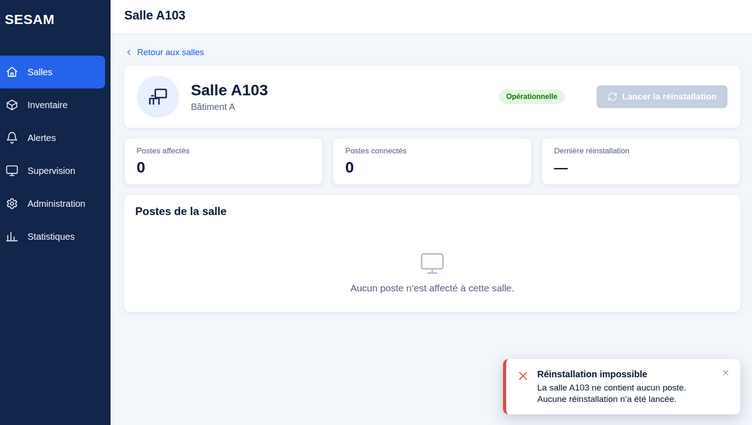 SESAM
Salle A103
Salles
Inventaire
Alertes
Supervision
Administration
Statistiques
Retour aux salles
Salle A103
Bâtiment A
Opérationnelle
Lancer la réinstallation
Postes affectés
0
Postes connectés
0
Dernière réinstallation
—
Postes de la salle
Aucun poste n’est affecté à cette salle.
Réinstallation impossible
La salle A103 ne contient aucun poste.
Aucune réinstallation n’a été lancée.